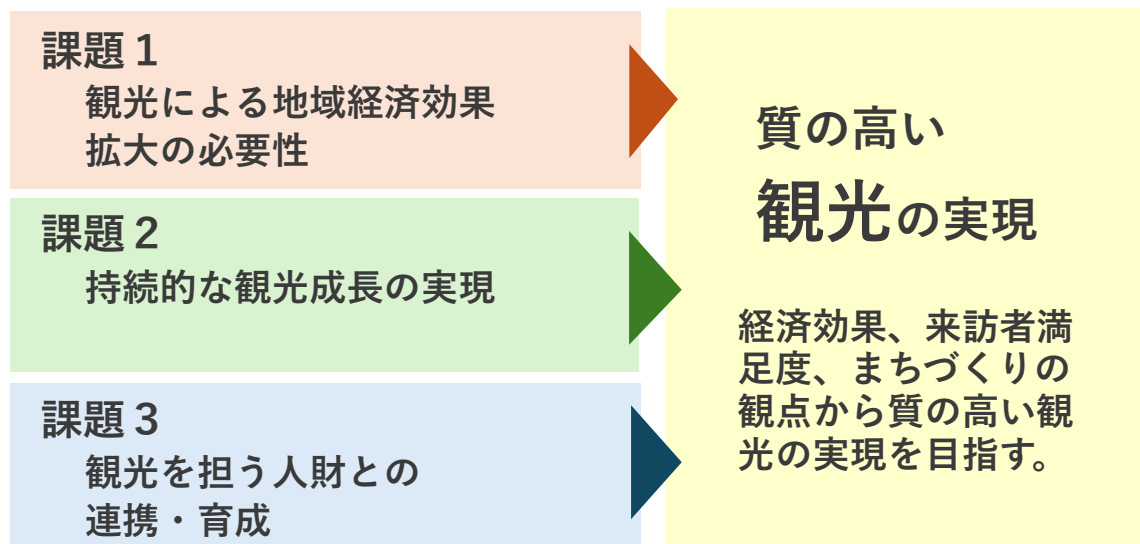 課題1
観光による地域経済効果
拡大の必要性
課題2
持続的な観光成長の実現
課題3
観光を担う人財との
連携・育成
質の高い
観光の実現
経済効果、来訪者満
足度、まちづくりの
観点から質の高い観
光の実現を目指す。